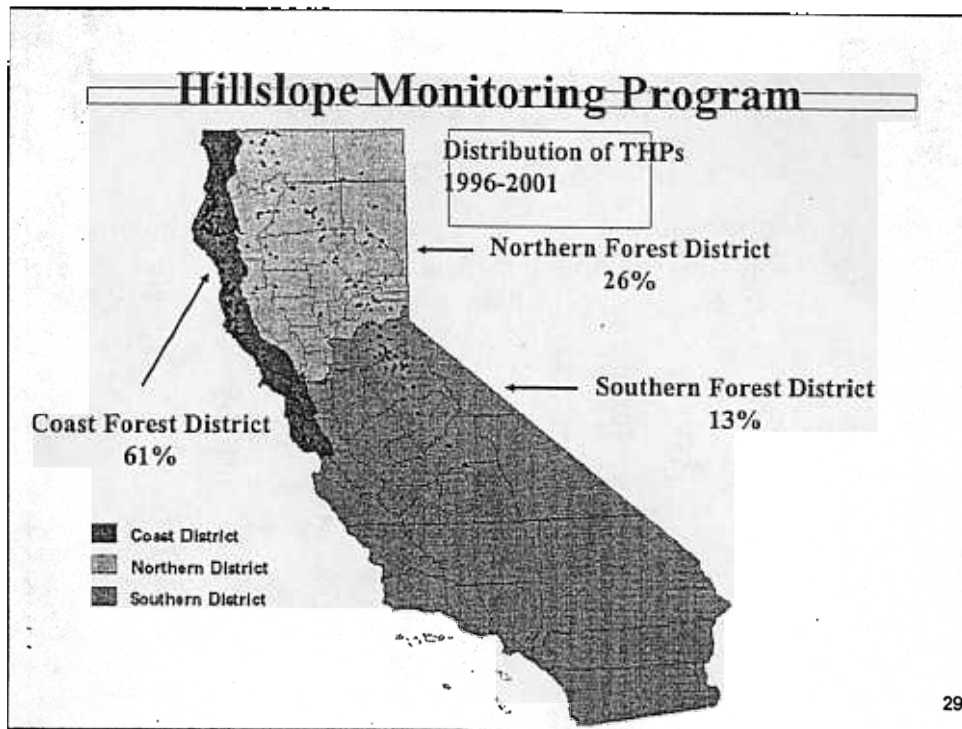 Hillslope Monitoring Program
Distribution of THPs
1996-2001
Northern Forest District
26%
Southern Forest District
13%
Coast Forest District
61%
Coast District
Northern District
Southern District
29